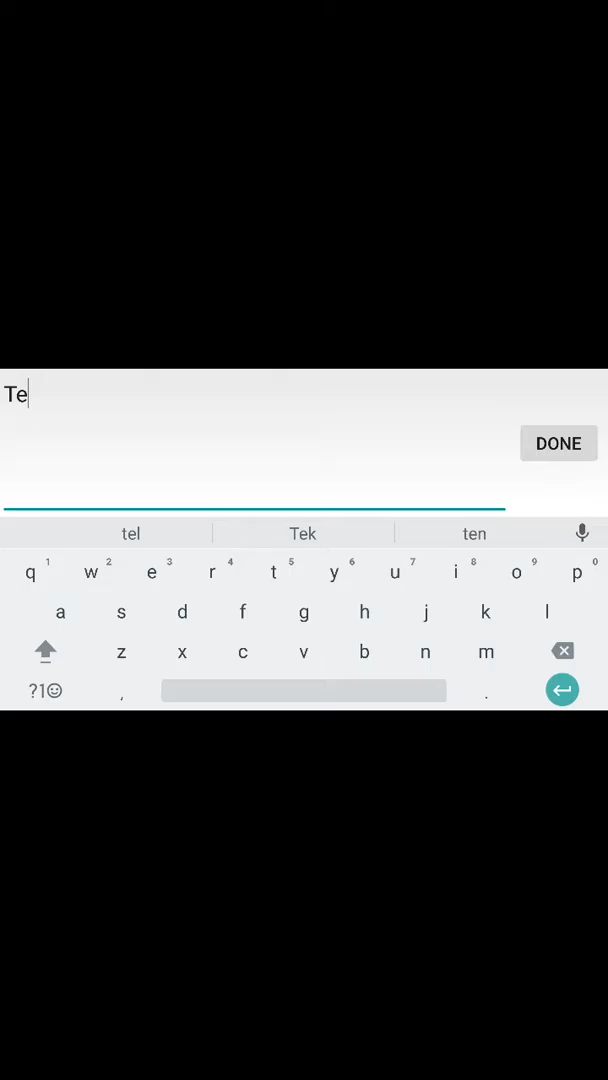 Te
DONE
tel Tek ten
q 1 w 2 e 3 r 4 t 5 y 6 u 7 i 8 o 9 p 0
a s d f g h j k l
z x c v b n m
?1☺ , .